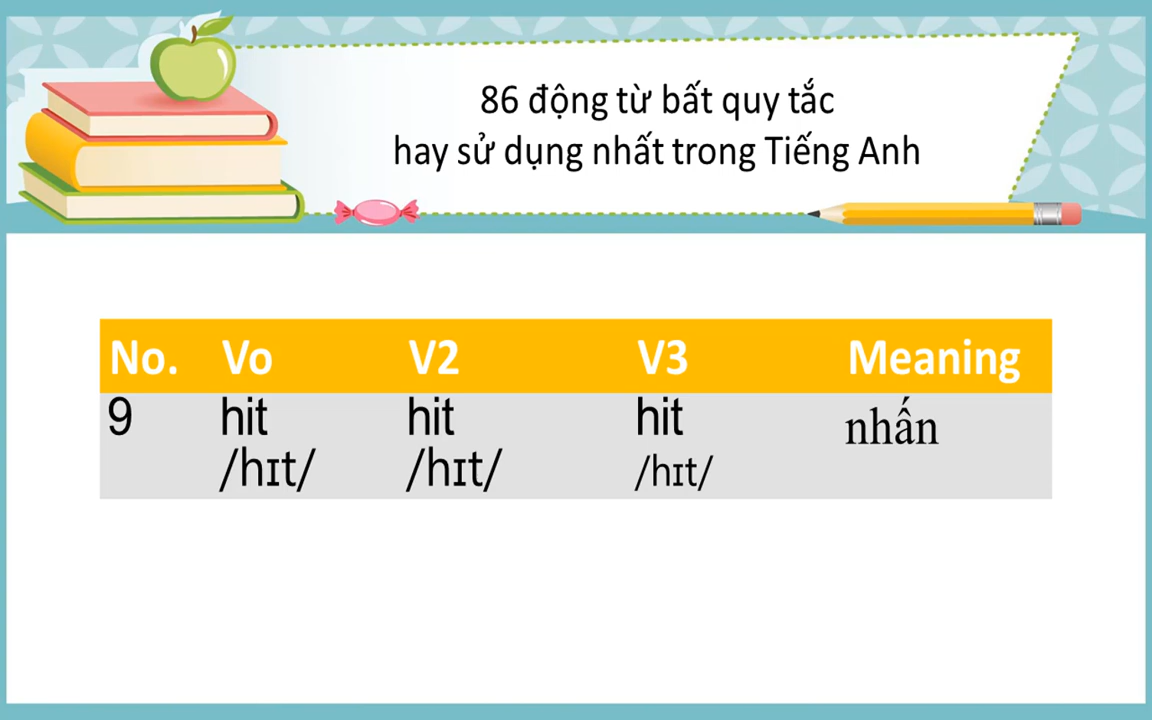 86 động từ bất quy tắc
hay sử dụng nhất trong Tiếng Anh
No. Vo V2 V3 Meaning
9 hit hit hit nhấn
/hɪt/ /hɪt/ /hɪt/